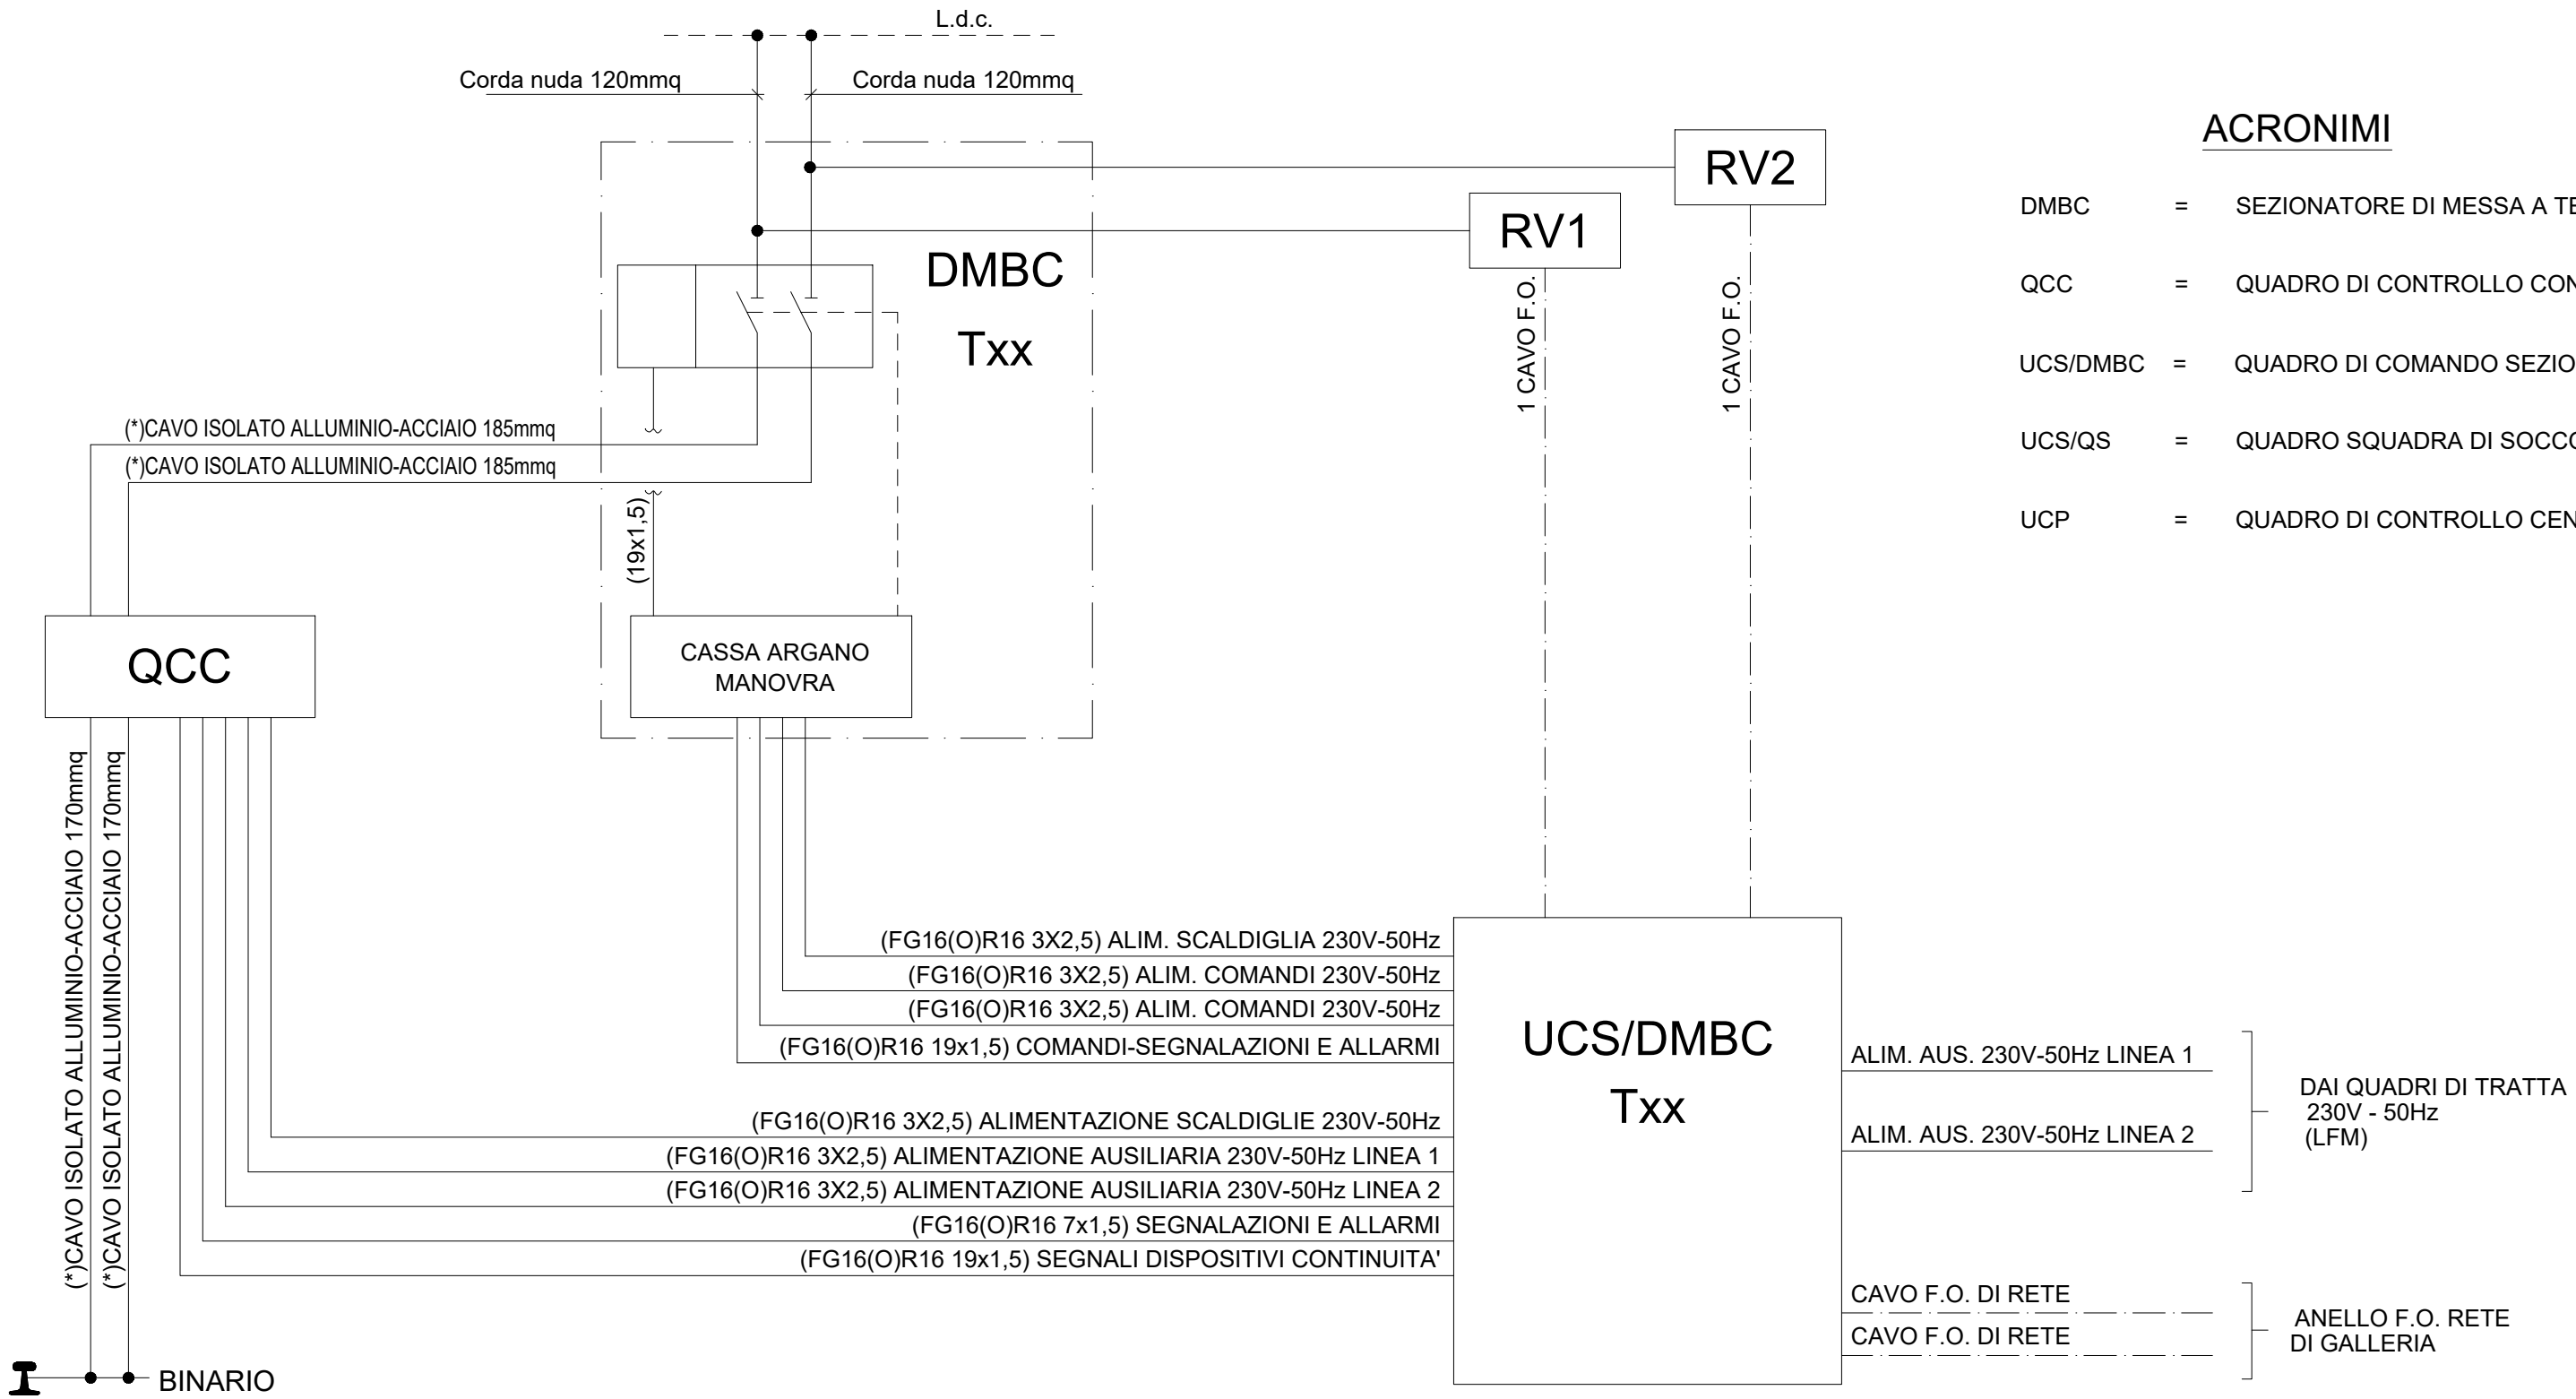 L.d.c.
Corda nuda 120mmq
Corda nuda 120mmq
ACRONIMI
RV2
RV1
DMBC = SEZIONATORE DI MESSA A
QCC = QUADRO DI CONTROLLO
UCS/DMBC = QUADRO DI COMANDO
UCS/QS = QUADRO SQUADRA DI
UCP = QUADRO DI CONTROLLO
DMBC
Txx
1 CAVO F.O.
1 CAVO F.O.
(*)CAVO ISOLATO ALLUMINIO-ACCIAIO 185mmq
(*)CAVO ISOLATO ALLUMINIO-ACCIAIO 185mmq
(19x1,5)
QCC
CASSA ARGANO
MANOVRA
(*)CAVO ISOLATO ALLUMINIO-ACCIAIO 170mmq
(*)CAVO ISOLATO ALLUMINIO-ACCIAIO 170mmq
(FG16(O)R16 3X2,5) ALIM. SCALDIGLIA 230V-50Hz
(FG16(O)R16 3X2,5) ALIM. COMANDI 230V-50Hz
(FG16(O)R16 3X2,5) ALIM. COMANDI 230V-50Hz
(FG16(O)R16 19x1,5) COMANDI-SEGNALAZIONI E ALLARMI
(FG16(O)R16 3X2,5) ALIMENTAZIONE SCALDIGLIE 230V-50Hz
(FG16(O)R16 3X2,5) ALIMENTAZIONE AUSILIARIA 230V-50Hz LINEA 1
(FG16(O)R16 3X2,5) ALIMENTAZIONE AUSILIARIA 230V-50Hz LINEA 2
(FG16(O)R16 7x1,5) SEGNALAZIONI E ALLARMI
(FG16(O)R16 19x1,5) SEGNALI DISPOSITIVI CONTINUITA'
UCS/DMBC
Txx
ALIM. AUS. 230V-50Hz LINEA 1
ALIM. AUS. 230V-50Hz LINEA 2
DAI QUADRI DI TRATTA
230V - 50Hz
(LFM)
CAVO F.O. DI RETE
CAVO F.O. DI RETE
ANELLO F.O. RETE
DI GALLERIA
BINARIO